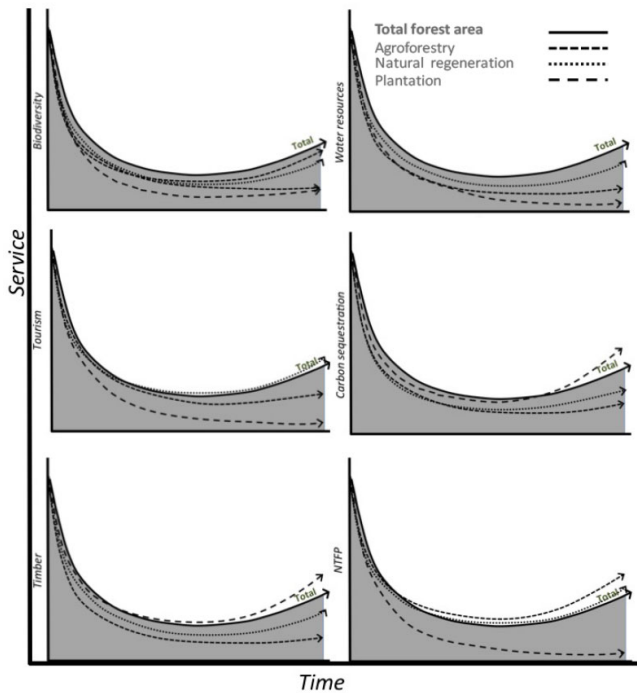 Total forest area
Agroforestry
Natural regeneration
Plantation
Biodiversity
Total
Water resources
Total
Service
Tourism
Total
Carbon sequestration
Total
Timber
Total
NTFP
Total
Time